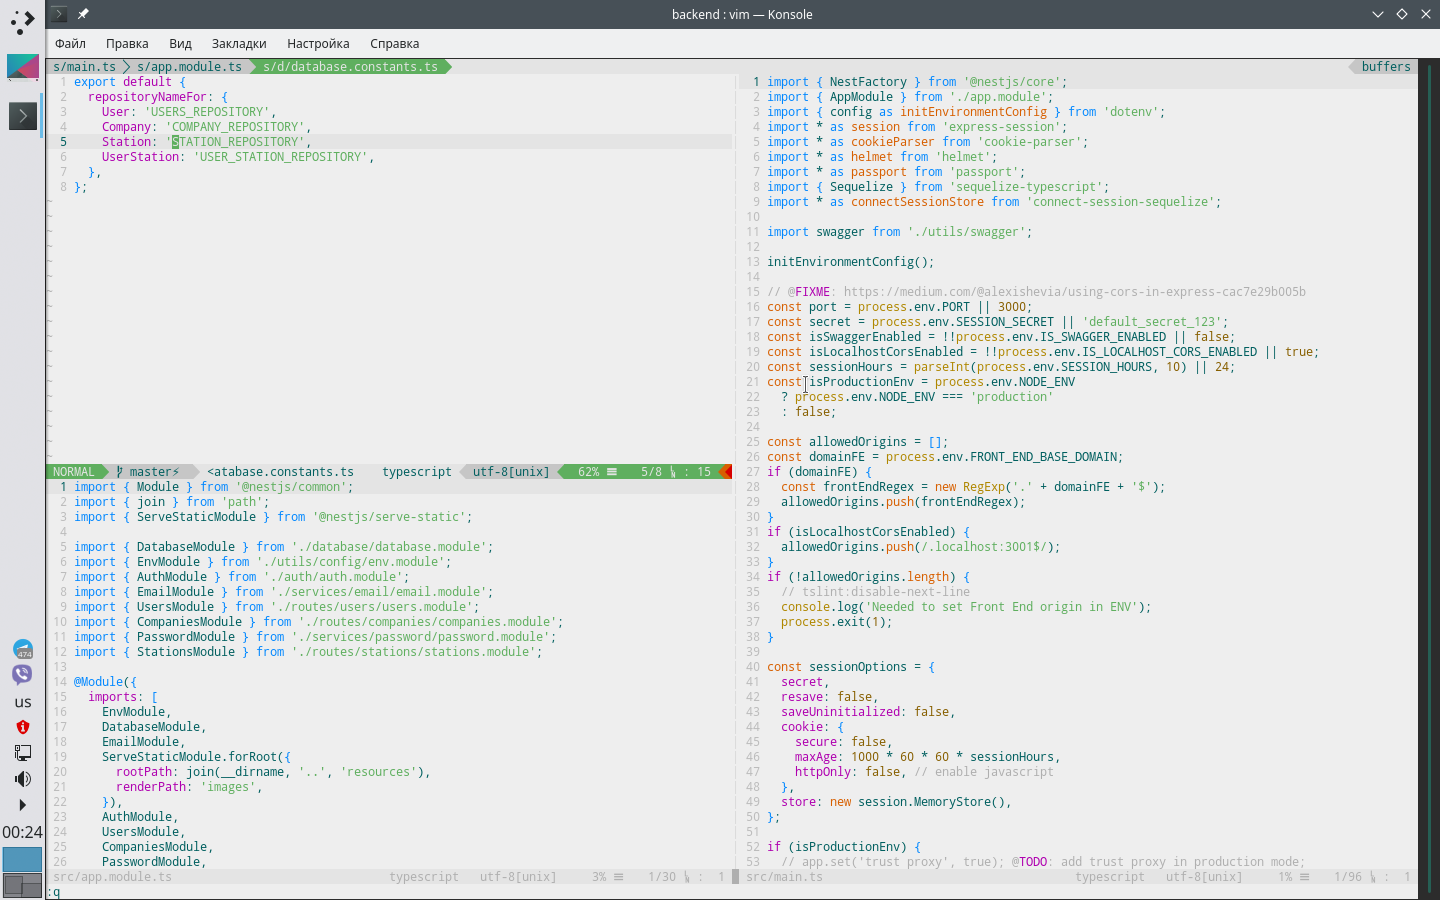 backend : vim — Konsole
Файл Правка Вид Закладки Настройка Справка
s/main.ts s/app.module.ts s/d/database.constants.ts buffers
1 export default {
2   repositoryNameFor: {
3     User: 'USERS_REPOSITORY',
4     Company: 'COMPANY_REPOSITORY',
5     Station: 'STATION_REPOSITORY',
6     UserStation: 'USER_STATION_REPOSITORY',
7   },
8 };
NORMAL master⚡ <atabase.constants.ts typescript utf-8[unix] 62% ≡ 5/8 : 15
1 import { Module } from '@nestjs/common';
2 import { join } from 'path';
3 import { ServeStaticModule } from '@nestjs/serve-static';
4
5 import { DatabaseModule } from './database/database.module';
6 import { EnvModule } from './utils/config/env.module';
7 import { AuthModule } from './auth/auth.module';
8 import { EmailModule } from './services/email/email.module';
9 import { UsersModule } from './routes/users/users.module';
10 import { CompaniesModule } from './routes/companies/companies.module';
11 import { PasswordModule } from './services/password/password.module';
12 import { StationsModule } from './routes/stations/stations.module';
13
14 @Module({
15   imports: [
16     EnvModule,
17     DatabaseModule,
18     EmailModule,
19     ServeStaticModule.forRoot({
20       rootPath: join(__dirname, '..', 'resources'),
21       renderPath: 'images',
22     }),
23     AuthModule,
24     UsersModule,
25     CompaniesModule,
26     PasswordModule,
src/app.module.ts typescript utf-8[unix] 3% ≡ 1/30 : 1
1 import { NestFactory } from '@nestjs/core';
2 import { AppModule } from './app.module';
3 import { config as initEnvironmentConfig } from 'dotenv';
4 import * as session from 'express-session';
5 import * as cookieParser from 'cookie-parser';
6 import * as helmet from 'helmet';
7 import * as passport from 'passport';
8 import { Sequelize } from 'sequelize-typescript';
9 import * as connectSessionStore from 'connect-session-sequelize';
10
11 import swagger from './utils/swagger';
12
13 initEnvironmentConfig();
14
15 // @FIXME: https://medium.com/@alexishevia/using-cors-in-express-cac7e29b005b
16 const port = process.env.PORT || 3000;
17 const secret = process.env.SESSION_SECRET || 'default_secret_123';
18 const isSwaggerEnabled = !!process.env.IS_SWAGGER_ENABLED || false;
19 const isLocalhostCorsEnabled = !!process.env.IS_LOCALHOST_CORS_ENABLED || true;
20 const sessionHours = parseInt(process.env.SESSION_HOURS, 10) || 24;
21 const isProductionEnv = process.env.NODE_ENV
22   ? process.env.NODE_ENV === 'production'
23   : false;
24
25 const allowedOrigins = [];
26 const domainFE = process.env.FRONT_END_BASE_DOMAIN;
27 if (domainFE) {
28   const frontEndRegex = new RegExp('.' + domainFE + '$');
29   allowedOrigins.push(frontEndRegex);
30 }
31 if (isLocalhostCorsEnabled) {
32   allowedOrigins.push(/.localhost:3001$/);
33 }
34 if (!allowedOrigins.length) {
35   // tslint:disable-next-line
36   console.log('Needed to set Front End origin in ENV');
37   process.exit(1);
38 }
39
40 const sessionOptions = {
41   secret,
42   resave: false,
43   saveUninitialized: false,
44   cookie: {
45     secure: false,
46     maxAge: 1000 * 60 * 60 * sessionHours,
47     httpOnly: false, // enable javascript
48   },
49   store: new session.MemoryStore(),
50 };
51
52 if (isProductionEnv) {
53   // app.set('trust proxy', true); @TODO: add trust proxy in production mode;
src/main.ts typescript utf-8[unix] 1% ≡ 1/96 : 1
:q
474
us
00:24